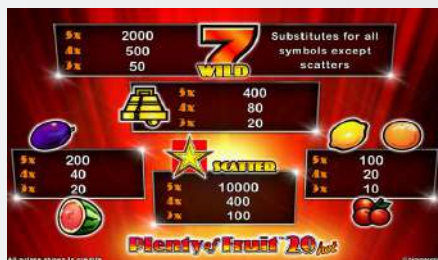 5x 2000
4x 500
3x 50
7
WILD
Substitutes for all
symbols except
scatters
5x 400
4x 80
3x 20
5x 200
4x 40
3x 20
SCATTER
5x 10000
4x 400
3x 100
5x 100
4x 20
3x 10
Plenty of Fruit™ 20 hot